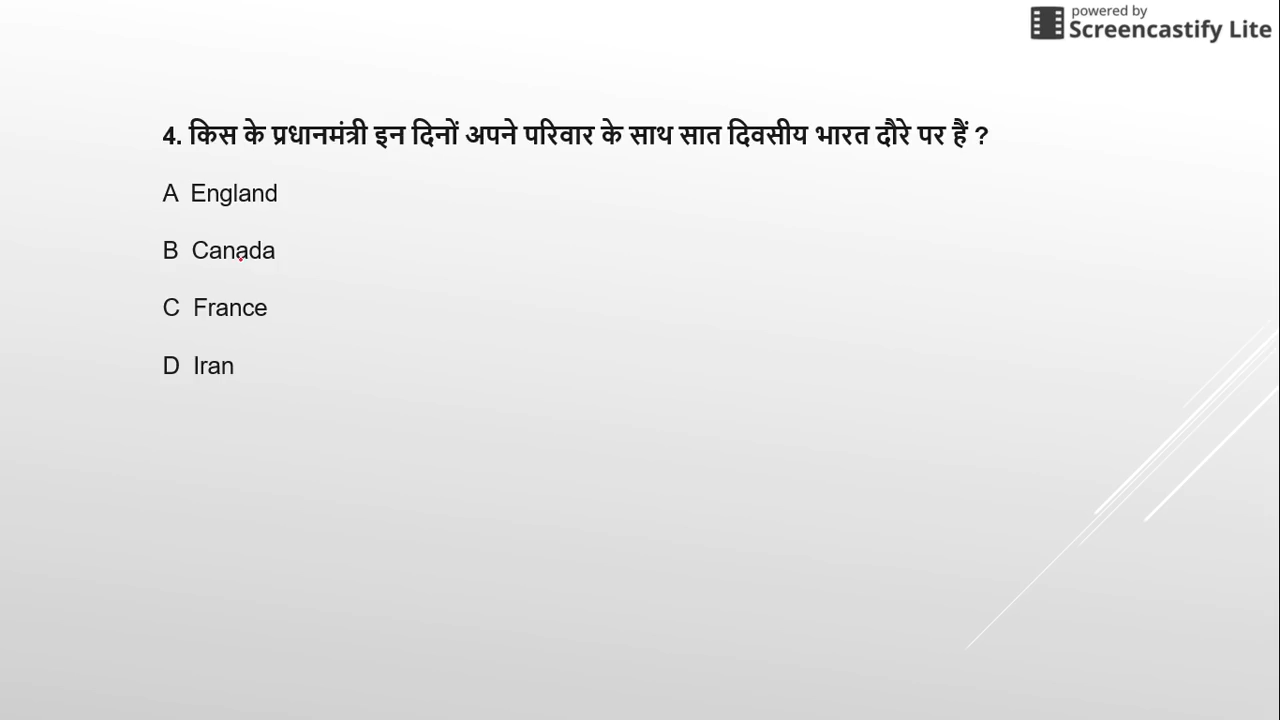 powered by
Screencastify Lite
4. किस के प्रधानमंत्री इन दिनों अपने परिवार के साथ सात दिवसीय भारत दौरे पर हैं ?
A England
B Canada
C France
D Iran